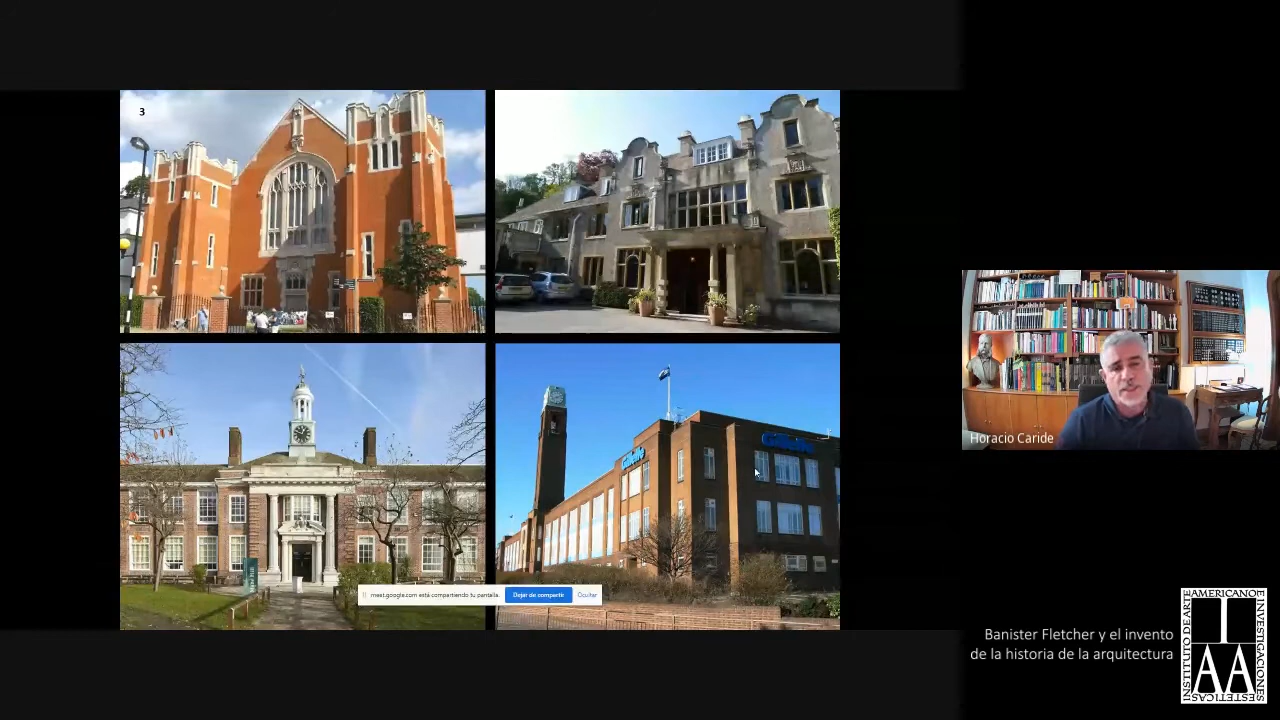 3
Gillette
Gillette
meet.google.com está compartiendo tu pantalla.
Dejar de compartir
Ocultar
Horacio Caride
Banister Fletcher y el invento
de la historia de la arquitectura
INSTITUTO DE ARTE
AMERICANO
E INVESTIGACIONES
ESTETICAS
IAA